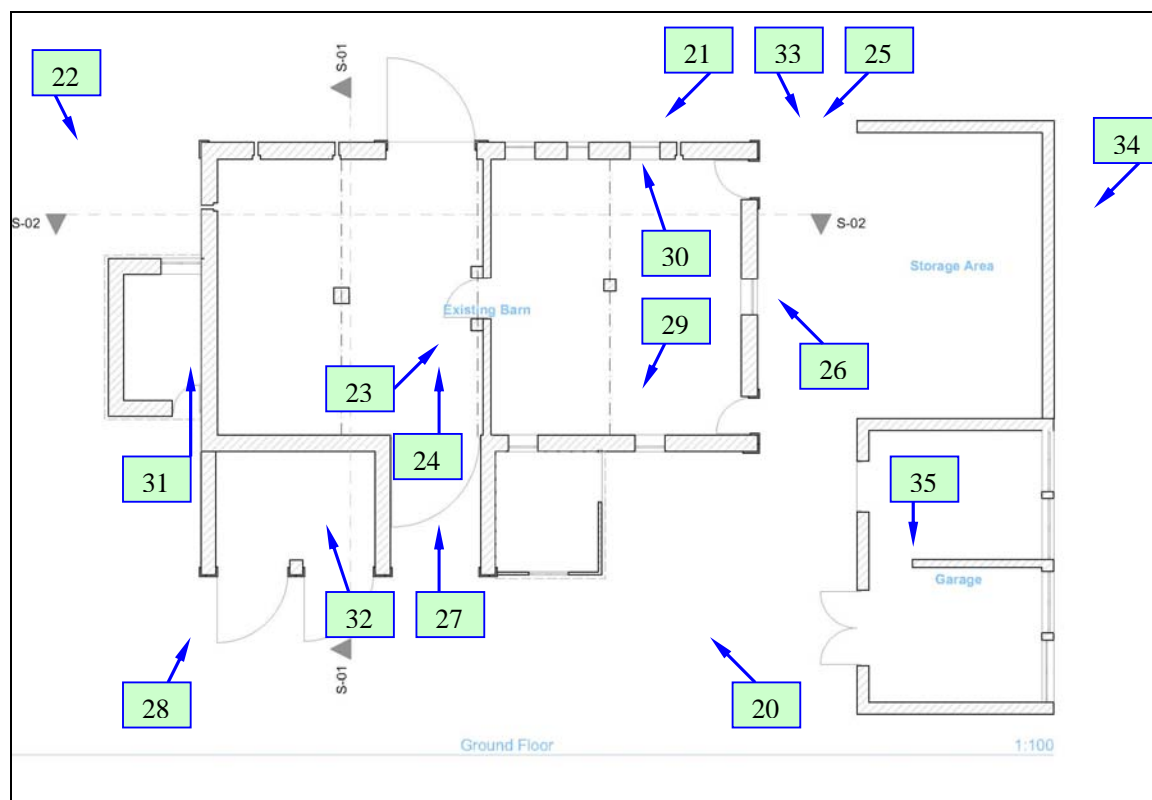 21
33
25
22
S-01
34
S-02
S-02
30
Storage Area
Existing Barn
29
26
23
24
31
35
Garage
32
27
28
S-01
20
Ground Floor
1:100